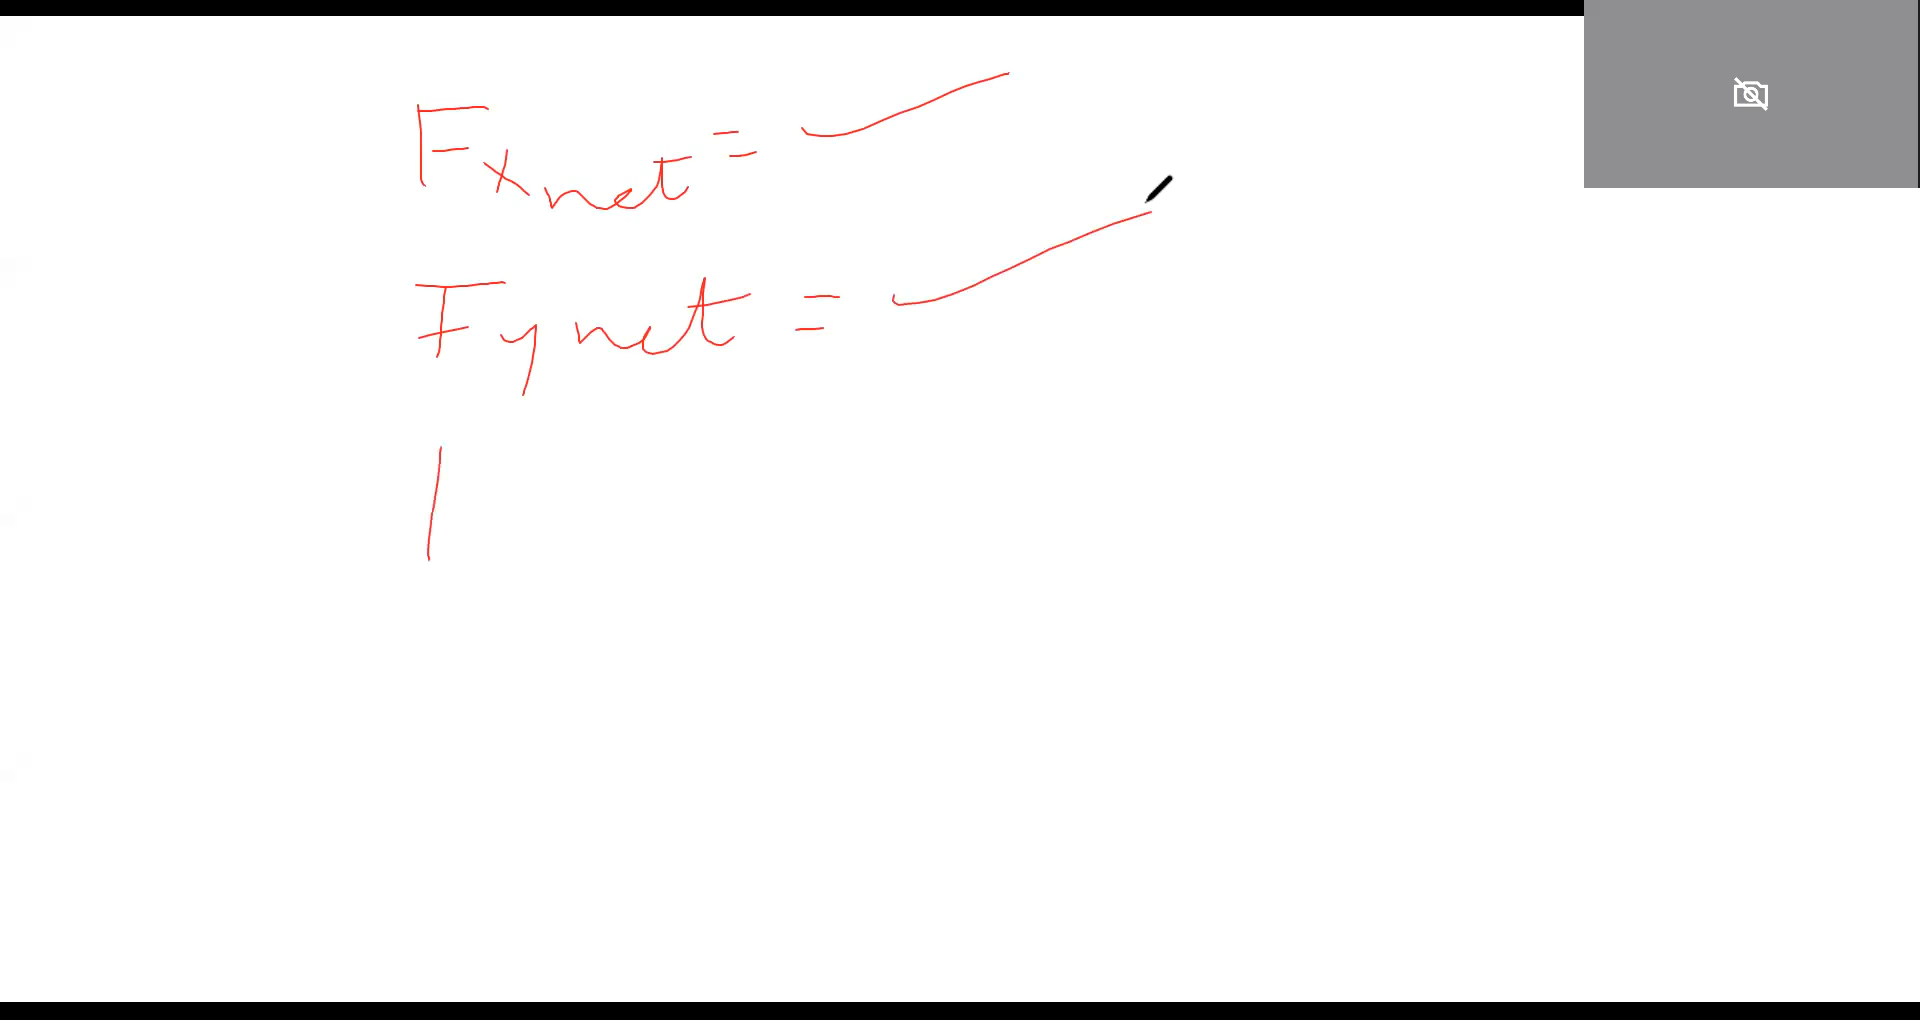 Fx net = ✓
Fy net = ✓
|